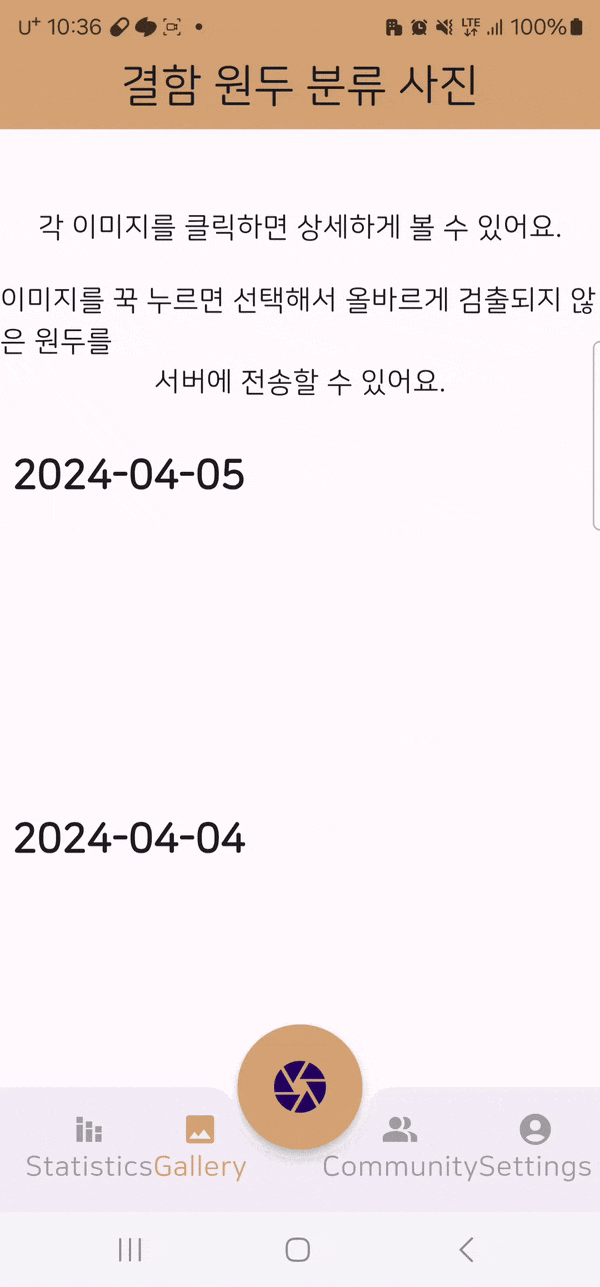 U+ 10:36 LTE 100%
결함 원두 분류 사진
각 이미지를 클릭하면 상세하게 볼 수 있어요.
이미지를 꾹 누르면 선택해서 올바르게 검출되지 않
은 원두를
서버에 전송할 수 있어요.
2024-04-05
2024-04-04
Statistics Gallery Community Settings